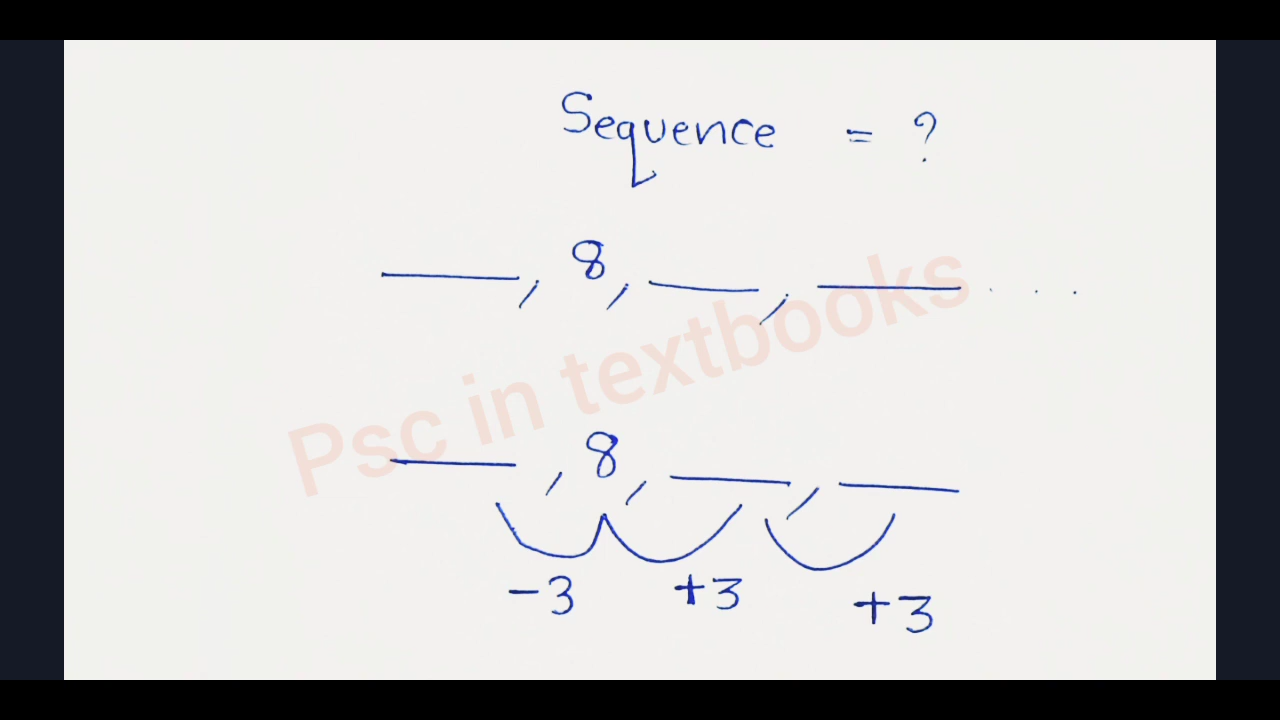 Sequence = ?
___, 8, ___, ___ . . .
Psc in textbooks
___, 8, ___, ___
-3 +3 +3